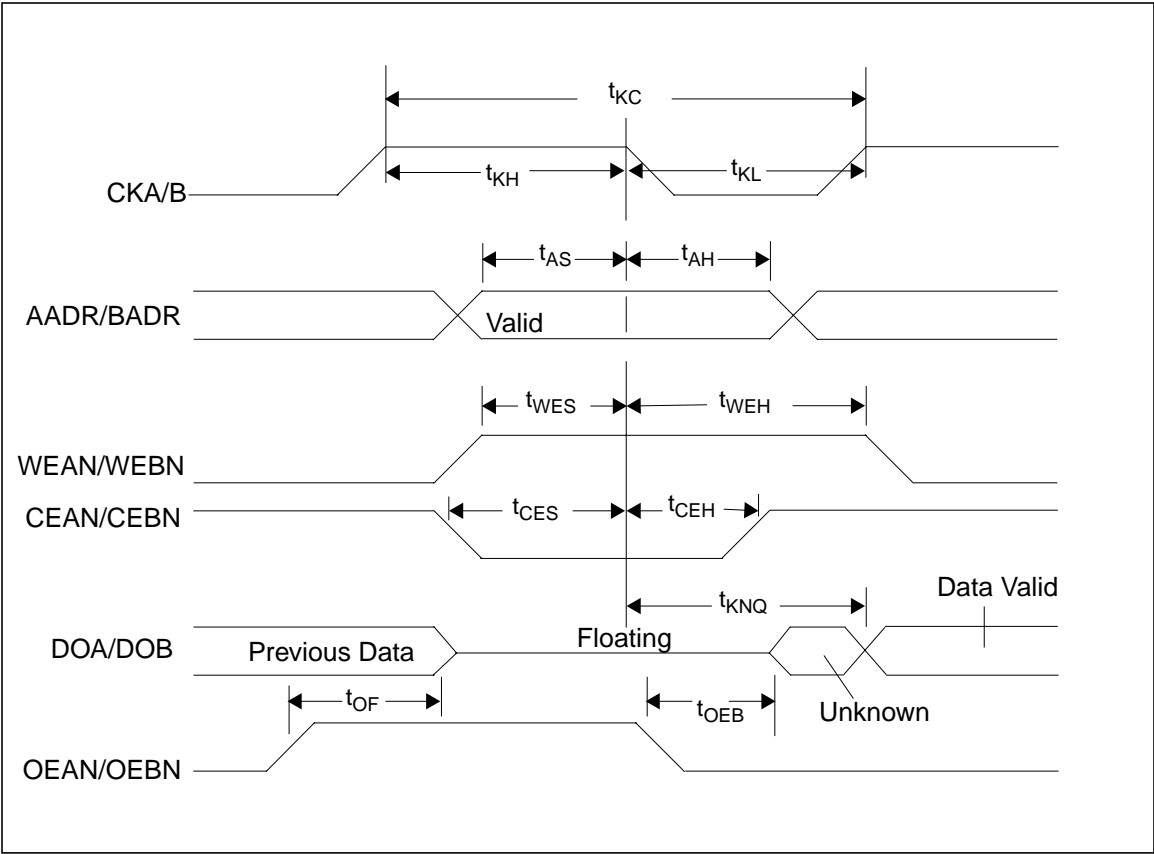 tKC
tKH
tKL
CKA/B
tAS
tAH
AADR/BADR
Valid
tWES
tWEH
WEAN/WEBN
CEAN/CEBN
tCES
tCEH
tKNQ
Data Valid
DOA/DOB
Previous Data
Floating
tOF
tOEB
Unknown
OEAN/OEBN